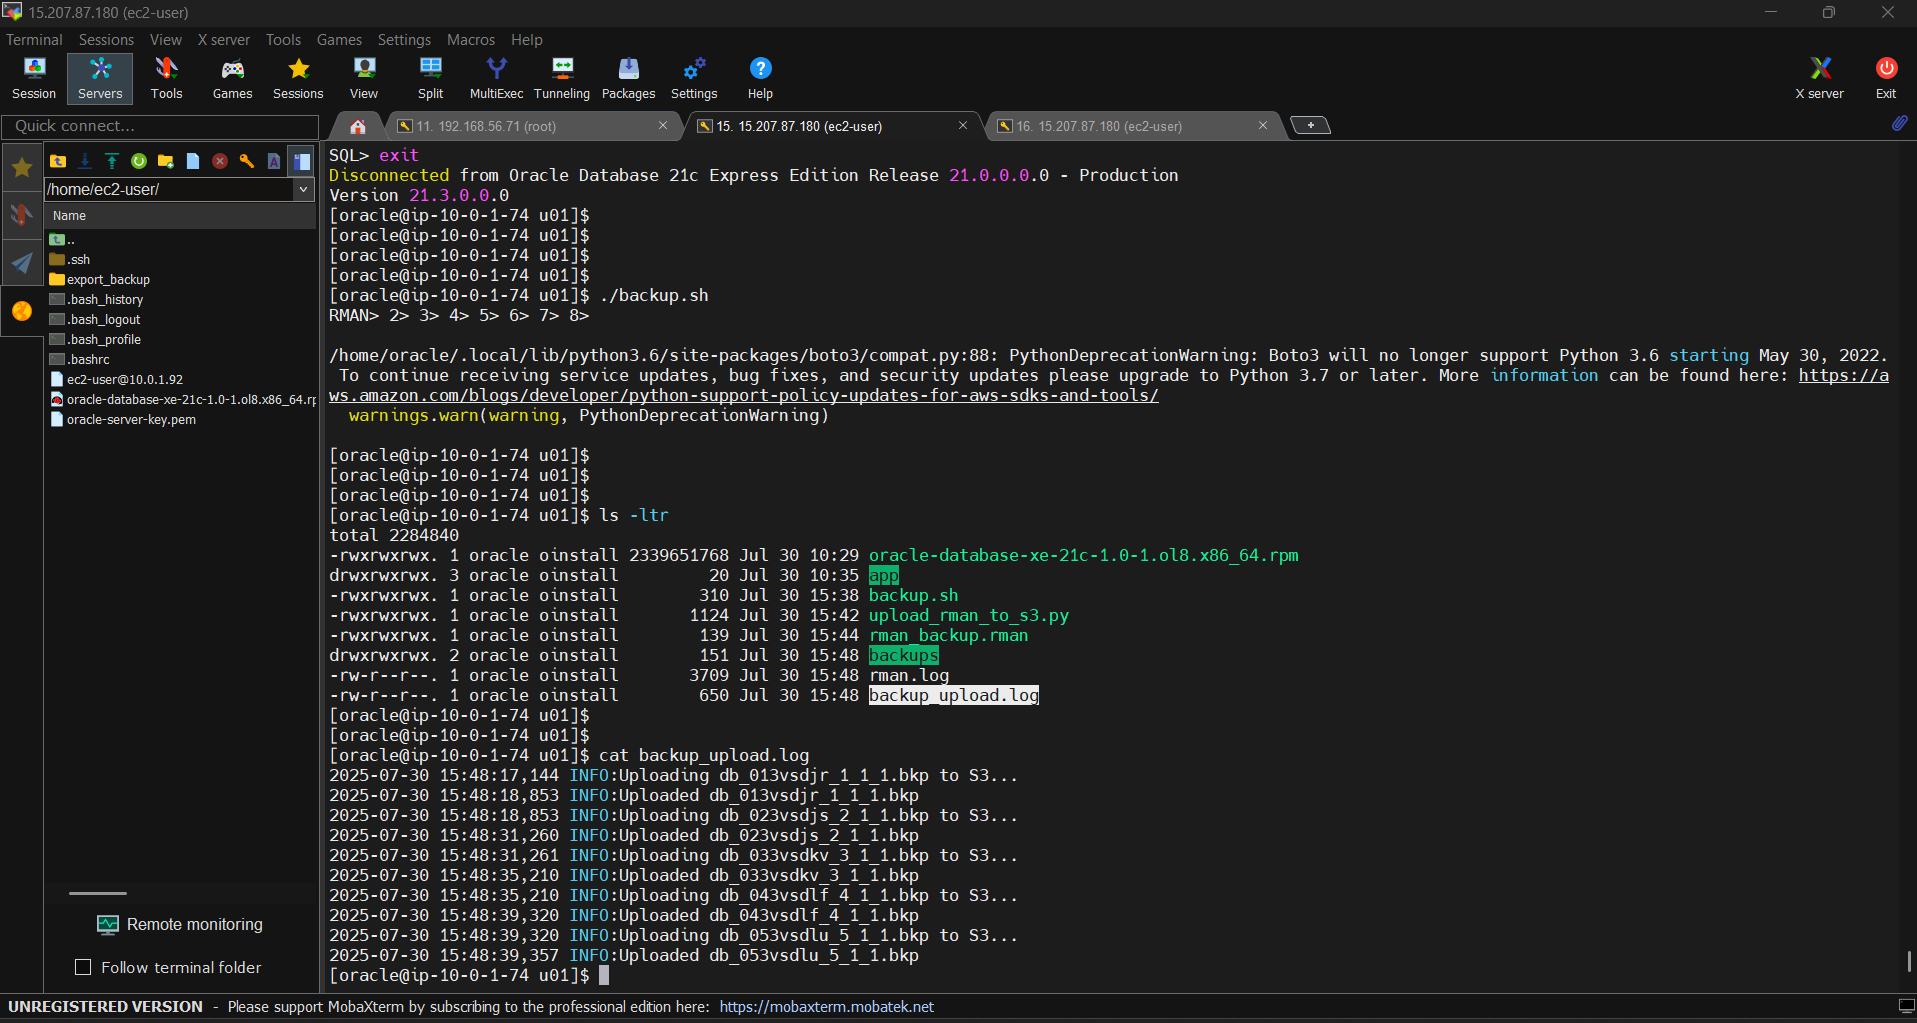 15.207.87.180 (ec2-user)
Terminal Sessions View X server Tools Games Settings Macros Help
Session Servers Tools Games Sessions View Split MultiExec Tunneling Packages Settings Help X server Exit
Quick connect...
11. 192.168.56.71 (root)
15. 15.207.87.180 (ec2-user)
16. 15.207.87.180 (ec2-user)
/home/ec2-user/
Name
..
.ssh
export_backup
.bash_history
.bash_logout
.bash_profile
.bashrc
ec2-user@10.0.1.92
oracle-database-xe-21c-1.0-1.ol8.x86_64.rp
oracle-server-key.pem
Remote monitoring
Follow terminal folder
SQL> exit
Disconnected from Oracle Database 21c Express Edition Release 21.0.0.0.0 - Production
Version 21.3.0.0.0
[oracle@ip-10-0-1-74 u01]$
[oracle@ip-10-0-1-74 u01]$
[oracle@ip-10-0-1-74 u01]$
[oracle@ip-10-0-1-74 u01]$
[oracle@ip-10-0-1-74 u01]$ ./backup.sh
RMAN> 2> 3> 4> 5> 6> 7> 8>
/home/oracle/.local/lib/python3.6/site-packages/boto3/compat.py:88: PythonDeprecationWarning: Boto3 will no longer support Python 3.6 starting May 30, 2022.
To continue receiving service updates, bug fixes, and security updates please upgrade to Python 3.7 or later. More information can be found here: https://a
ws.amazon.com/blogs/developer/python-support-policy-updates-for-aws-sdks-and-tools/
warnings.warn(warning, PythonDeprecationWarning)
[oracle@ip-10-0-1-74 u01]$
[oracle@ip-10-0-1-74 u01]$
[oracle@ip-10-0-1-74 u01]$
[oracle@ip-10-0-1-74 u01]$ ls -ltr
total 2284840
-rwxrwxrwx. 1 oracle oinstall 2339651768 Jul 30 10:29 oracle-database-xe-21c-1.0-1.ol8.x86_64.rpm
drwxrwxrwx. 3 oracle oinstall 20 Jul 30 10:35 app
-rwxrwxrwx. 1 oracle oinstall 310 Jul 30 15:38 backup.sh
-rwxrwxrwx. 1 oracle oinstall 1124 Jul 30 15:42 upload_rman_to_s3.py
-rwxrwxrwx. 1 oracle oinstall 139 Jul 30 15:44 rman_backup.rman
drwxrwxrwx. 2 oracle oinstall 151 Jul 30 15:48 backups
-rw-r--r--. 1 oracle oinstall 3709 Jul 30 15:48 rman.log
-rw-r--r--. 1 oracle oinstall 650 Jul 30 15:48 backup_upload.log
[oracle@ip-10-0-1-74 u01]$
[oracle@ip-10-0-1-74 u01]$
[oracle@ip-10-0-1-74 u01]$ cat backup_upload.log
2025-07-30 15:48:17,144 INFO:Uploading db_013vsdjr_1_1_1.bkp to S3...
2025-07-30 15:48:18,853 INFO:Uploaded db_013vsdjr_1_1_1.bkp
2025-07-30 15:48:18,853 INFO:Uploading db_023vsdjs_2_1_1.bkp to S3...
2025-07-30 15:48:31,260 INFO:Uploaded db_023vsdjs_2_1_1.bkp
2025-07-30 15:48:31,261 INFO:Uploading db_033vsdkv_3_1_1.bkp to S3...
2025-07-30 15:48:35,210 INFO:Uploaded db_033vsdkv_3_1_1.bkp
2025-07-30 15:48:35,210 INFO:Uploading db_043vsdlf_4_1_1.bkp to S3...
2025-07-30 15:48:39,320 INFO:Uploaded db_043vsdlf_4_1_1.bkp
2025-07-30 15:48:39,320 INFO:Uploading db_053vsdlu_5_1_1.bkp to S3...
2025-07-30 15:48:39,357 INFO:Uploaded db_053vsdlu_5_1_1.bkp
[oracle@ip-10-0-1-74 u01]$
UNREGISTERED VERSION - Please support MobaXterm by subscribing to the professional edition here: https://mobaxterm.mobatek.net